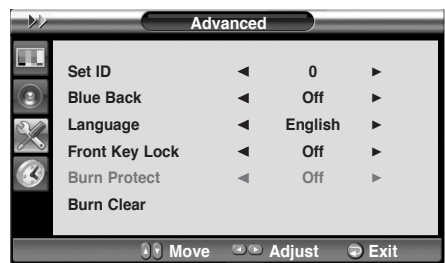 Advanced
Set ID ◄ 0 ►
Blue Back ◄ Off ►
Language ◄ English ►
Front Key Lock ◄ Off ►
Burn Protect ◄ Off ►
Burn Clear
Move Adjust Exit